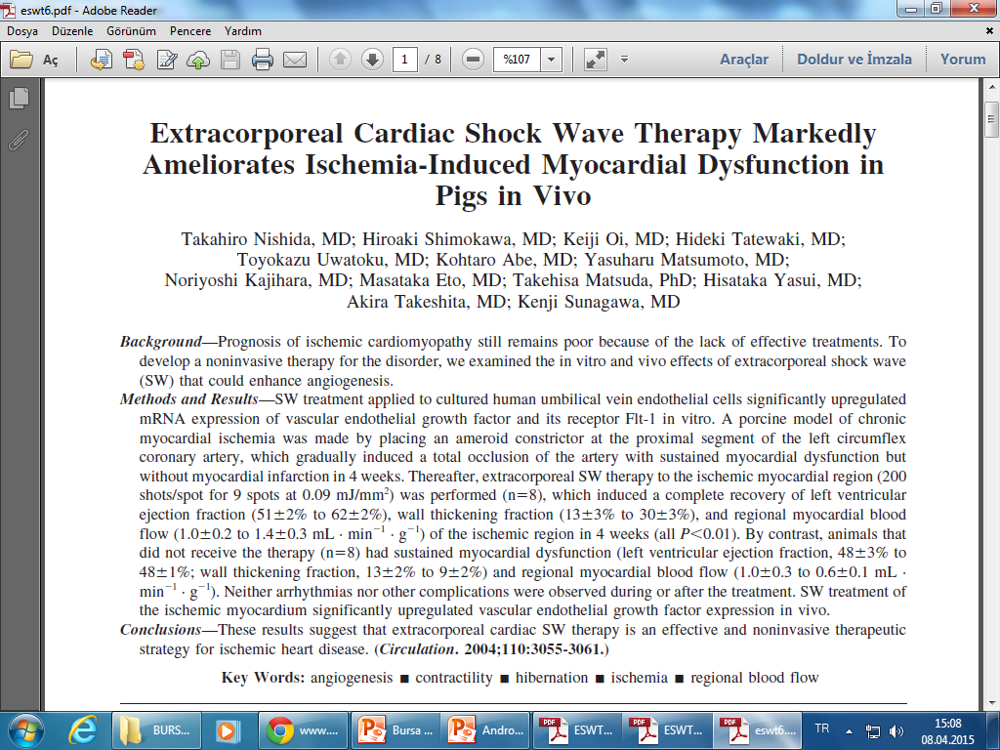 eswt6.pdf - Adobe Reader
Dosya Düzenle Görünüm Pencere Yardım
Aç 1 / 8 %107 Araçlar Doldur ve İmzala Yorum
Extracorporeal Cardiac Shock Wave Therapy Markedly
Ameliorates Ischemia-Induced Myocardial Dysfunction in
Pigs in Vivo
Takahiro Nishida, MD; Hiroaki Shimokawa, MD; Keiji Oi, MD; Hideki Tatewaki, MD;
Toyokazu Uwatoku, MD; Kohtaro Abe, MD; Yasuharu Matsumoto, MD;
Noriyoshi Kajihara, MD; Masataka Eto, MD; Takehisa Matsuda, PhD; Hisataka Yasui, MD;
Akira Takeshita, MD; Kenji Sunagawa, MD
Background—Prognosis of ischemic cardiomyopathy still remains poor because of the lack of effective treatments. To
develop a noninvasive therapy for the disorder, we examined the in vitro and vivo effects of extracorporeal shock wave
(SW) that could enhance angiogenesis.
Methods and Results—SW treatment applied to cultured human umbilical vein endothelial cells significantly upregulated
mRNA expression of vascular endothelial growth factor and its receptor Flt-1 in vitro. A porcine model of chronic
myocardial ischemia was made by placing an ameroid constrictor at the proximal segment of the left circumflex
coronary artery, which gradually induced a total occlusion of the artery with sustained myocardial dysfunction but
without myocardial infarction in 4 weeks. Thereafter, extracorporeal SW therapy to the ischemic myocardial region (200
shots/spot for 9 spots at 0.09 mJ/mm²) was performed (n=8), which induced a complete recovery of left ventricular
ejection fraction (51±2% to 62±2%), wall thickening fraction (13±3% to 30±3%), and regional myocardial blood
flow (1.0±0.2 to 1.4±0.3 mL · min⁻¹ · g⁻¹) of the ischemic region in 4 weeks (all P<0.01). By contrast, animals that
did not receive the therapy (n=8) had sustained myocardial dysfunction (left ventricular ejection fraction, 48±3% to
48±1%; wall thickening fraction, 13±2% to 9±2%) and regional myocardial blood flow (1.0±0.3 to 0.6±0.1 mL ·
min⁻¹ · g⁻¹). Neither arrhythmias nor other complications were observed during or after the treatment. SW treatment of
the ischemic myocardium significantly upregulated vascular endothelial growth factor expression in vivo.
Conclusions—These results suggest that extracorporeal cardiac SW therapy is an effective and noninvasive therapeutic
strategy for ischemic heart disease. (Circulation. 2004;110:3055-3061.)
Key Words: angiogenesis ■ contractility ■ hibernation ■ ischemia ■ regional blood flow
BURS... www.... Bursa ... Andro... ESWT... ESWT... eswt6.... TR 15:08
08.04.2015